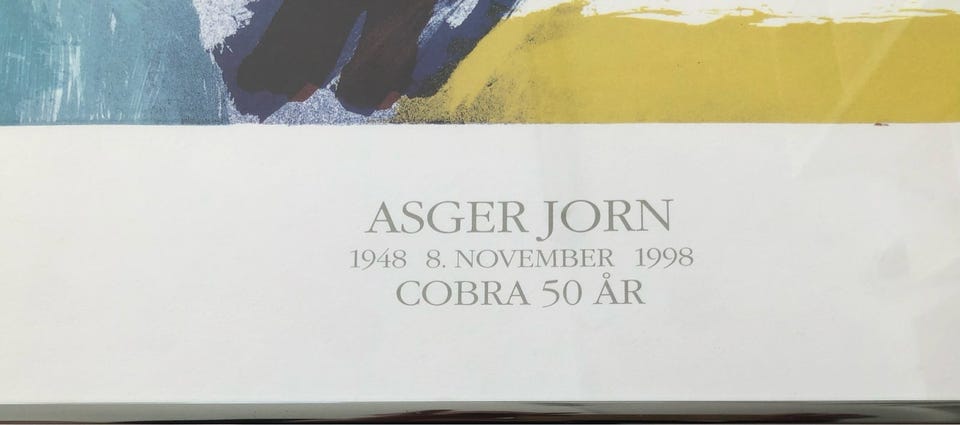 ASGER JORN
1948 8. NOVEMBER 1998
COBRA 50 ÅR